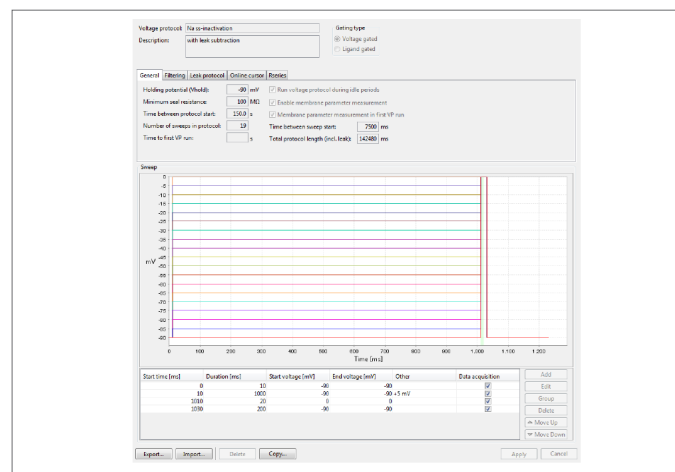 Voltage protocol: Na ss-inactivation
Description: with leak subtraction
Gating type
Voltage gated
Ligand gated
General Filtering Leak protocol Online cursor Rseries
Holding potential (Vhold): -90 mV Run voltage protocol during idle periods
Minimum seal resistance: 100 MΩ Enable membrane parameter measurement
Time between protocol start: 150.0 s Membrane parameter measurement in first VP run
Number of sweeps in protocol: 19 Time between sweep start: 7500 ms
Time to first VP run: s Total protocol length (incl. leak): 142480 ms
Sweep
0
-5
-10
-15
-20
-25
-30
-35
-40
mV
-45
-50
-55
-60
-65
-70
-75
-80
-85
-90
0 100 200 300 400 500 600 700 800 900 1.000 1.100 1.200
Time [ms]
Start time [ms] Duration [ms] Start voltage [mV] End voltage [mV] Other Data acquisition
0 10 -90 -90
10 1000 -90 -90 +5 mV
1010 20 0 0
1030 200 -90 -90
Add
Edit
Group
Delete
Move Up
Move Down
Export... Import... Delete Copy... Apply Cancel